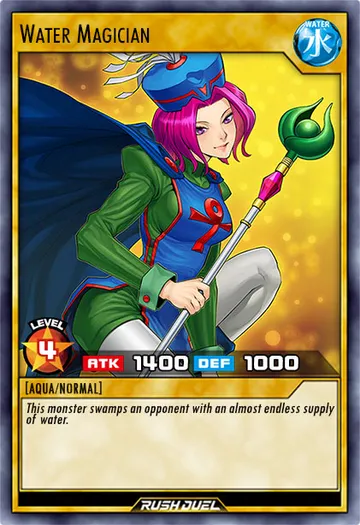 WATER MAGICIAN
WATER
水
LEVEL
4
ATK 1400 DEF 1000
[AQUA/NORMAL]
This monster swamps an opponent with an almost endless supply
of water.
RUSH DUEL